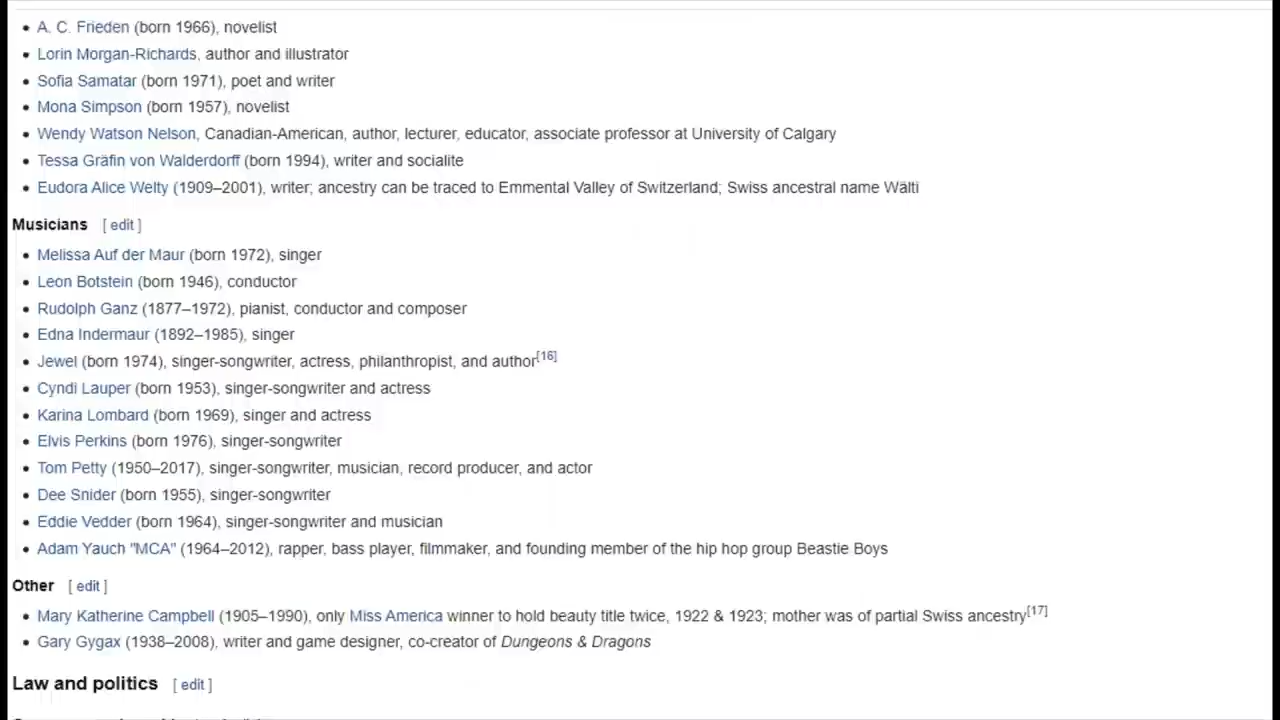 A. C. Frieden (born 1966), novelist
Lorin Morgan-Richards, author and illustrator
Sofia Samatar (born 1971), poet and writer
Mona Simpson (born 1957), novelist
Wendy Watson Nelson, Canadian-American, author, lecturer, educator, associate professor at University of Calgary
Tessa Gräfin von Walderdorff (born 1994), writer and socialite
Eudora Alice Welty (1909–2001), writer; ancestry can be traced to Emmental Valley of Switzerland; Swiss ancestral name Wälti
Musicians [ edit ]
Melissa Auf der Maur (born 1972), singer
Leon Botstein (born 1946), conductor
Rudolph Ganz (1877–1972), pianist, conductor and composer
Edna Indermaur (1892–1985), singer
Jewel (born 1974), singer-songwriter, actress, philanthropist, and author[16]
Cyndi Lauper (born 1953), singer-songwriter and actress
Karina Lombard (born 1969), singer and actress
Elvis Perkins (born 1976), singer-songwriter
Tom Petty (1950–2017), singer-songwriter, musician, record producer, and actor
Dee Snider (born 1955), singer-songwriter
Eddie Vedder (born 1964), singer-songwriter and musician
Adam Yauch "MCA" (1964–2012), rapper, bass player, filmmaker, and founding member of the hip hop group Beastie Boys
Other [ edit ]
Mary Katherine Campbell (1905–1990), only Miss America winner to hold beauty title twice, 1922 & 1923; mother was of partial Swiss ancestry[17]
Gary Gygax (1938–2008), writer and game designer, co-creator of Dungeons & Dragons
Law and politics [ edit ]